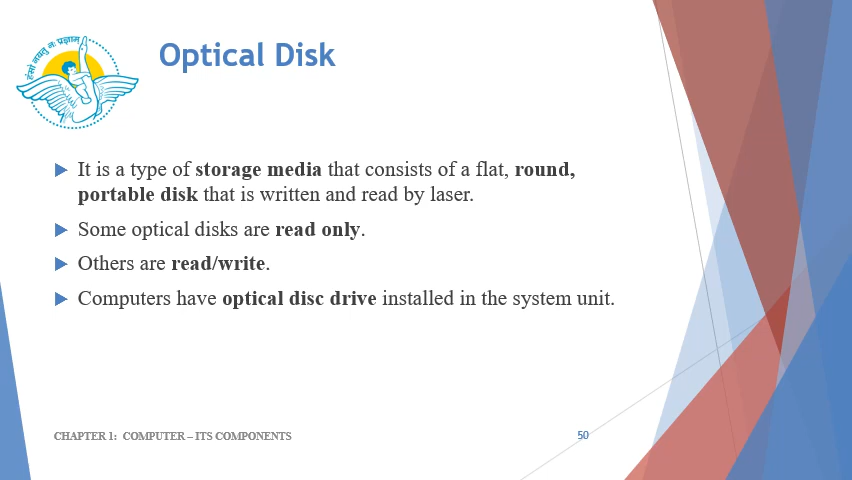 हंसो नयतु नः प्रज्ञाम्
Optical Disk
It is a type of storage media that consists of a flat, round,
portable disk that is written and read by laser.
Some optical disks are read only.
Others are read/write.
Computers have optical disc drive installed in the system unit.
CHAPTER 1: COMPUTER – ITS COMPONENTS
50